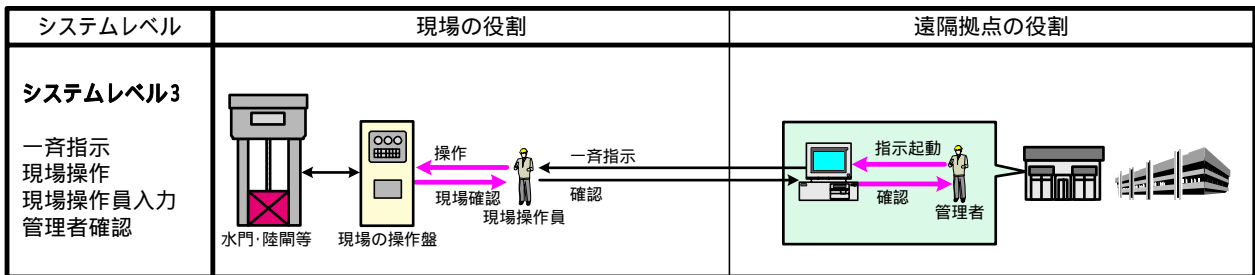 システムレベル
現場の役割
遠隔拠点の役割
システムレベル3
一斉指示
現場操作
現場操作員入力
管理者確認
水門・陸閘等
現場の操作盤
操作
現場確認
現場操作員
一斉指示
確認
指示起動
確認
管理者